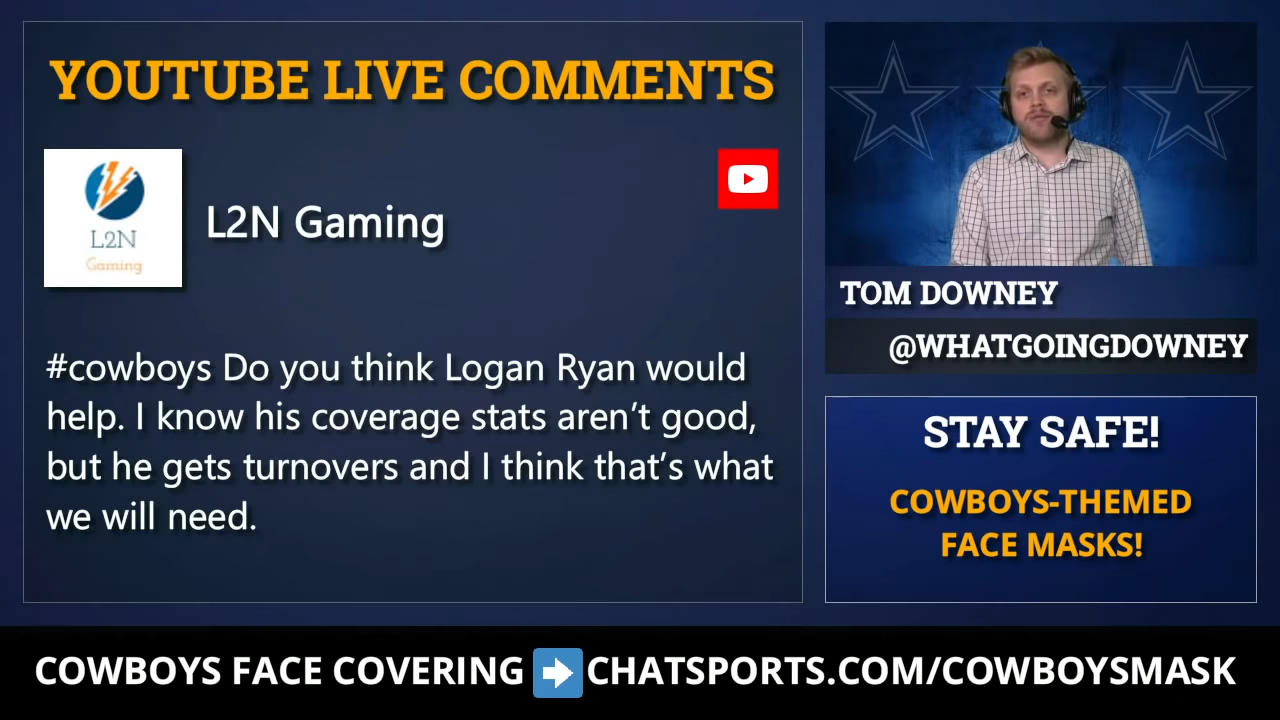 YOUTUBE LIVE COMMENTS
L2N
Gaming
L2N Gaming
#cowboys Do you think Logan Ryan would
help. I know his coverage stats aren’t good,
but he gets turnovers and I think that’s what
we will need.
TOM DOWNEY
@WHATGOINGDOWNEY
STAY SAFE!
COWBOYS-THEMED
FACE MASKS!
COWBOYS FACE COVERING ➡ CHATSPORTS.COM/COWBOYSMASK